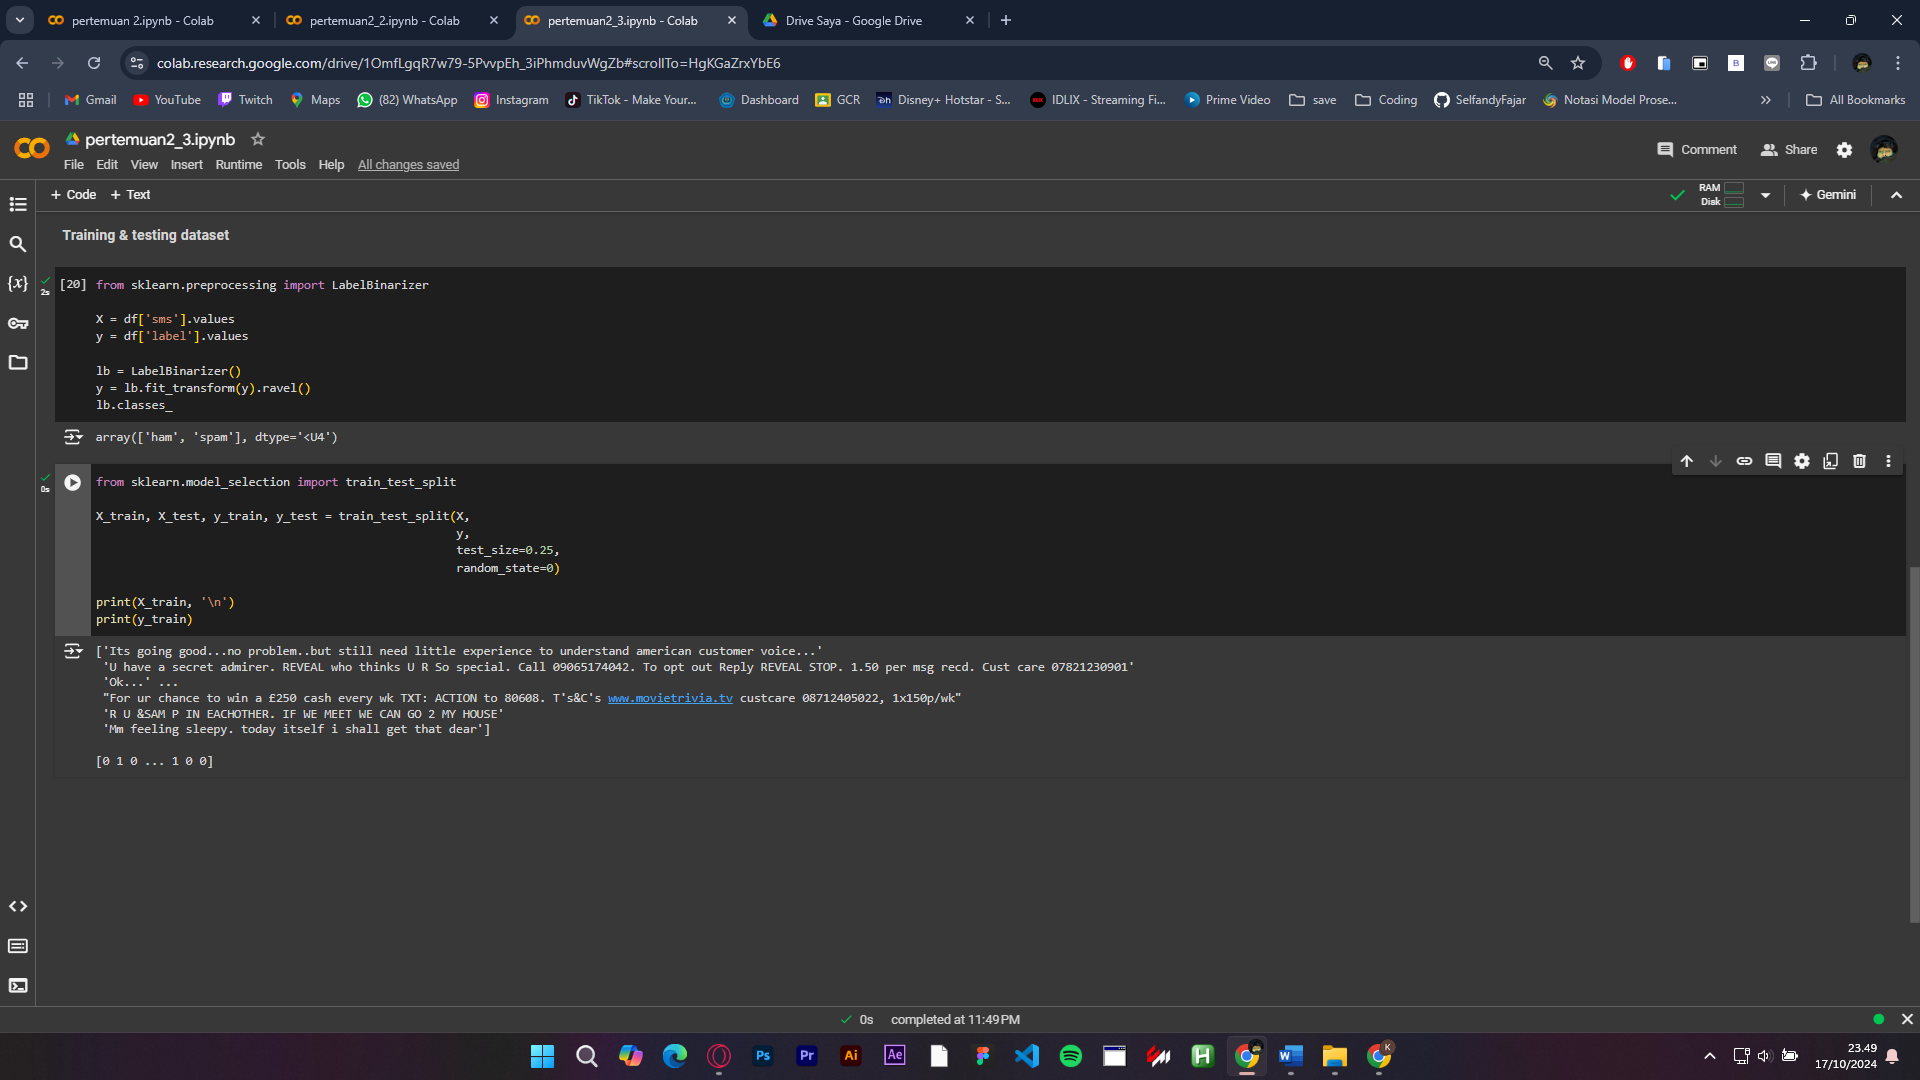 pertemuan 2.ipynb - Colab
pertemuan2_2.ipynb - Colab
pertemuan2_3.ipynb - Colab
Drive Saya - Google Drive
colab.research.google.com/drive/1OmfLgqR7w79-5PvvpEh_3iPhmduvWgZb#scrollTo=HgKGaZrxYbE6
Gmail
YouTube
Twitch
Maps
(82) WhatsApp
Instagram
TikTok - Make Your...
Dashboard
GCR
Disney+ Hotstar - S...
IDLIX - Streaming Fi...
Prime Video
save
Coding
SelfandyFajar
Notasi Model Prose...
All Bookmarks
pertemuan2_3.ipynb
Comment
Share
File Edit View Insert Runtime Tools Help All changes saved
+ Code + Text
RAM
Disk
Gemini
Training & testing dataset
[20] from sklearn.preprocessing import LabelBinarizer
2s
X = df['sms'].values
y = df['label'].values
lb = LabelBinarizer()
y = lb.fit_transform(y).ravel()
lb.classes_
array(['ham', 'spam'], dtype='<U4')
from sklearn.model_selection import train_test_split
0s
X_train, X_test, y_train, y_test = train_test_split(X,
y,
test_size=0.25,
random_state=0)
print(X_train, '\n')
print(y_train)
['Its going good...no problem..but still need little experience to understand american customer voice...'
'U have a secret admirer. REVEAL who thinks U R So special. Call 09065174042. To opt out Reply REVEAL STOP. 1.50 per msg recd. Cust care 07821230901'
'Ok...' ...
"For ur chance to win a £250 cash every wk TXT: ACTION to 80608. T's&C's www.movietrivia.tv custcare 08712405022, 1x150p/wk"
'R U &SAM P IN EACHOTHER. IF WE MEET WE CAN GO 2 MY HOUSE'
'Mm feeling sleepy. today itself i shall get that dear']
[0 1 0 ... 1 0 0]
0s completed at 11:49 PM
23.49
17/10/2024